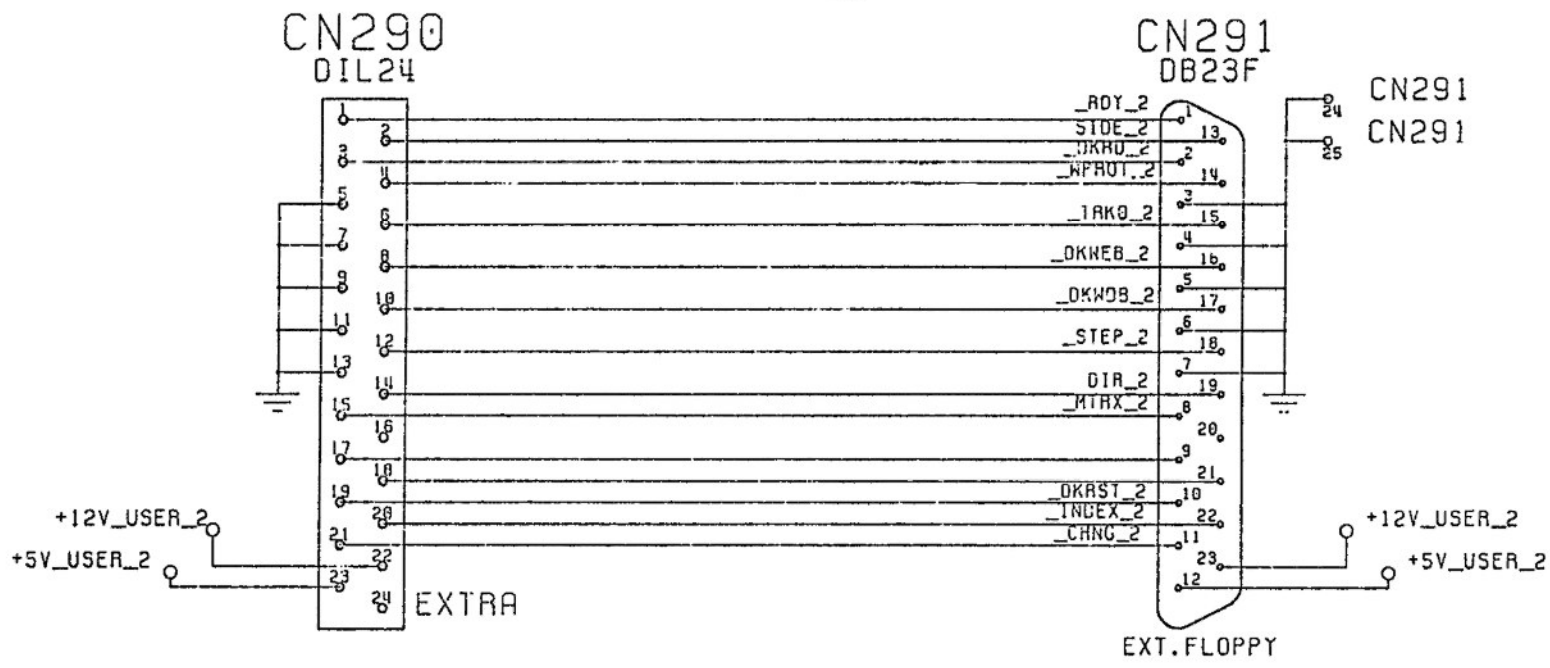 CN290
DIL24
CN291
DB23F
CN291
24
CN291
25
1
_RDY_2
1
2
SIDE_2
13
3
_DKRD_2
2
4
_WPROT_2
14
5
3
6
_TRK0_2
15
7
4
8
_DKWEB_2
16
9
5
10
_DKWDB_2
17
11
6
12
_STEP_2
18
13
7
14
DIR_2
19
15
_MTRX_2
8
16
20
17
9
18
21
19
_DKRST_2
10
20
_INDEX_2
22
21
_CHNG_2
11
+12V_USER_2
22
23
+12V_USER_2
+5V_USER_2
23
12
+5V_USER_2
24
EXTRA
EXT.FLOPPY